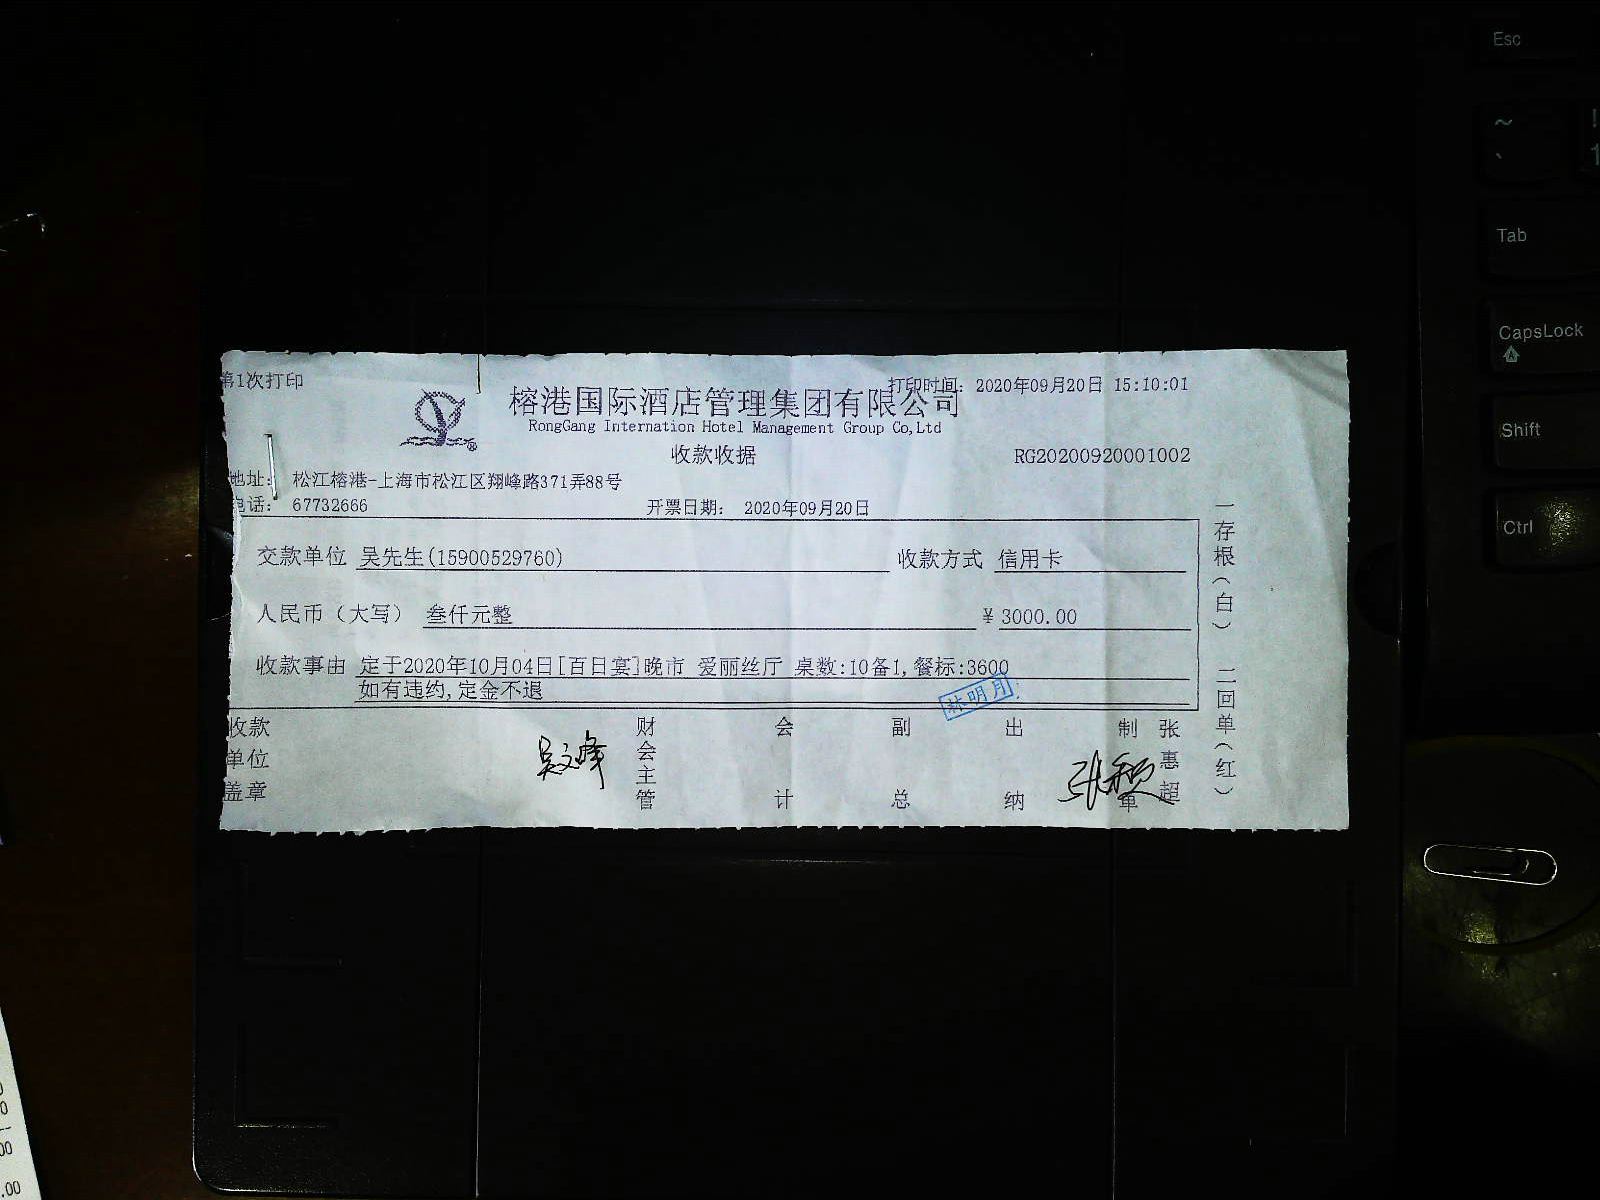 第1次打印
打印时间: 2020年09月20日 15:10:01
榕港国际酒店管理集团有限公司
RongGang Internation Hotel Management Group Co,Ltd
收款收据
RG20200920001002
地址: 松江榕港-上海市松江区翔峰路371弄88号
电话: 67732666
开票日期: 2020年09月20日
交款单位 吴先生(15900529760) 收款方式 信用卡
人民币（大写） 叁仟元整 ¥ 3000.00
收款事由 定于2020年10月04日[百日宴]晚市 爱丽丝厅 桌数:10备1,餐标:3600
如有违约,定金不退
林明月
收款单位盖章
吴文峰
财会主管
会计
副总
出纳
制单
张惠超
一存根(白) 二回单(红)
Esc
~
、
!
1
Tab
CapsLock
Shift
Ctrl
0
00
.00